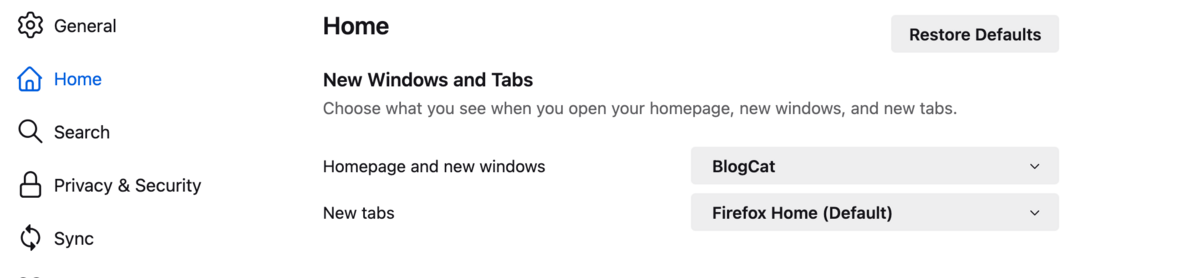 General
Home
Search
Privacy & Security
Sync
Home
Restore Defaults
New Windows and Tabs
Choose what you see when you open your homepage, new windows, and new tabs.
Homepage and new windows
BlogCat
New tabs
Firefox Home (Default)